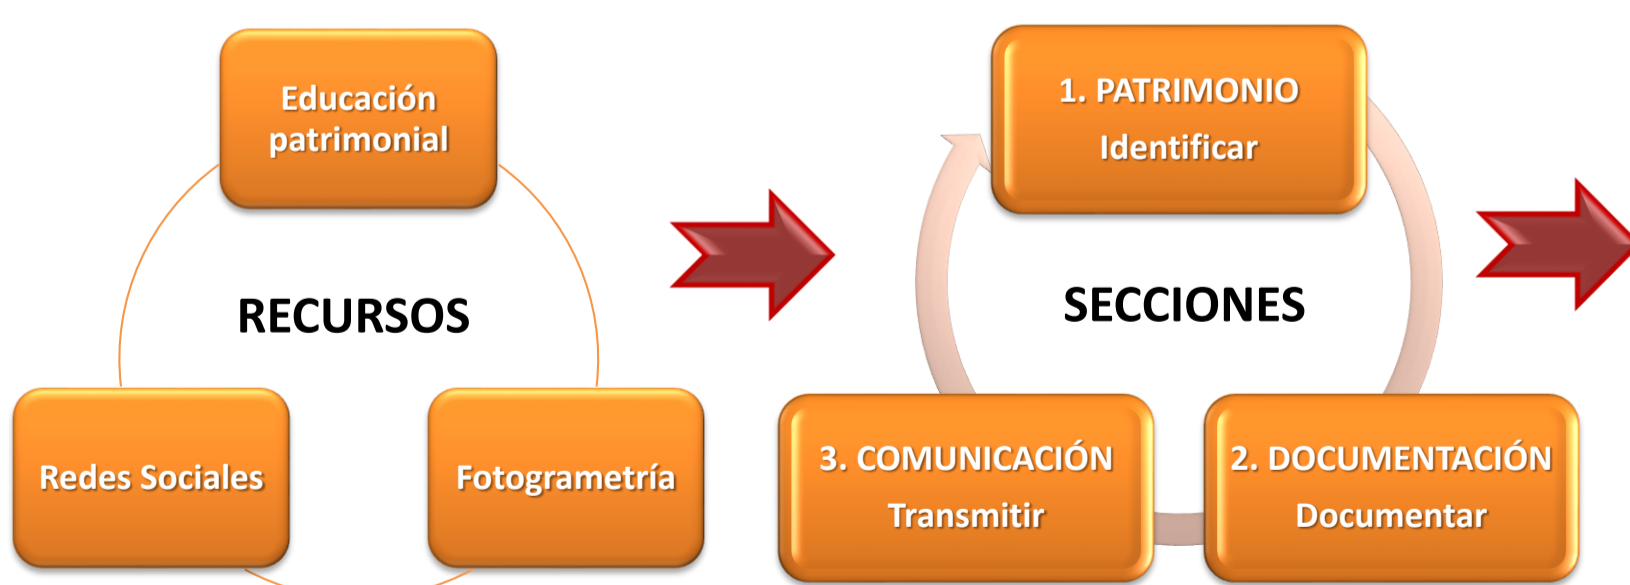 Educación
patrimonial
RECURSOS
Redes Sociales
Fotogrametría
1. PATRIMONIO
Identificar
SECCIONES
3. COMUNICACIÓN
Transmitir
2. DOCUMENTACIÓN
Documentar